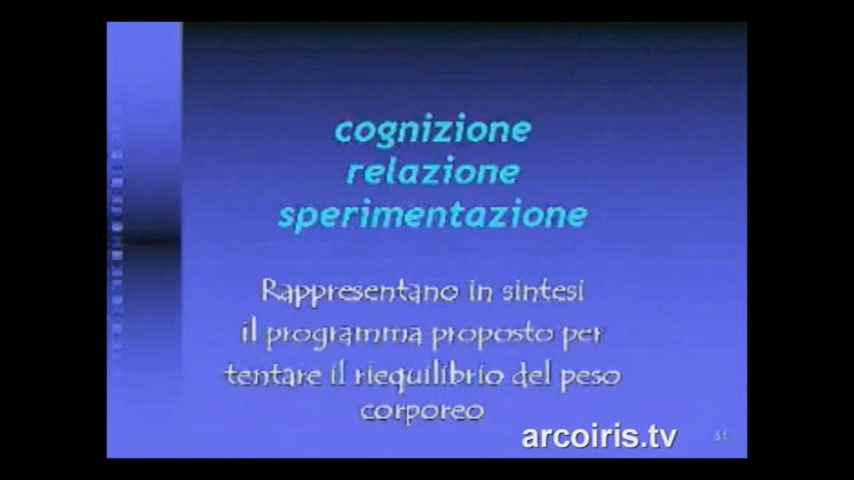 cognizione
relazione
sperimentazione
Rappresentano in sintesi
il programma proposto per
tentare il riequilibrio del peso
corporeo
arcoiris.tv